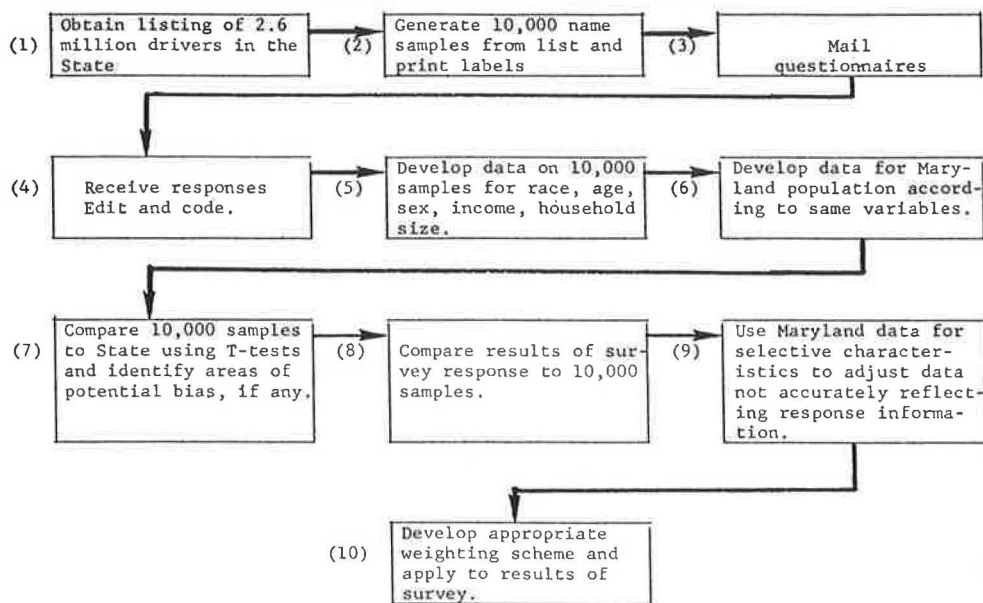 (1)
Obtain listing of 2.6
million drivers in the
State
(2)
Generate 10,000 name
samples from list and
print labels
(3)
Mail
questionnaires
(4)
Receive responses
Edit and code.
(5)
Develop data on 10,000
samples for race, age,
sex, income, household
size.
(6)
Develop data for Mary-
land population accord-
ing to same variables.
(7)
Compare 10,000 samples
to State using T-tests
and identify areas of
potential bias, if any.
(8)
Compare results of sur-
vey response to 10,000
samples.
(9)
Use Maryland data for
selective character-
istics to adjust data
not accurately reflect-
ing response informa-
tion.
(10)
Develop appropriate
weighting scheme and
apply to results of
survey.